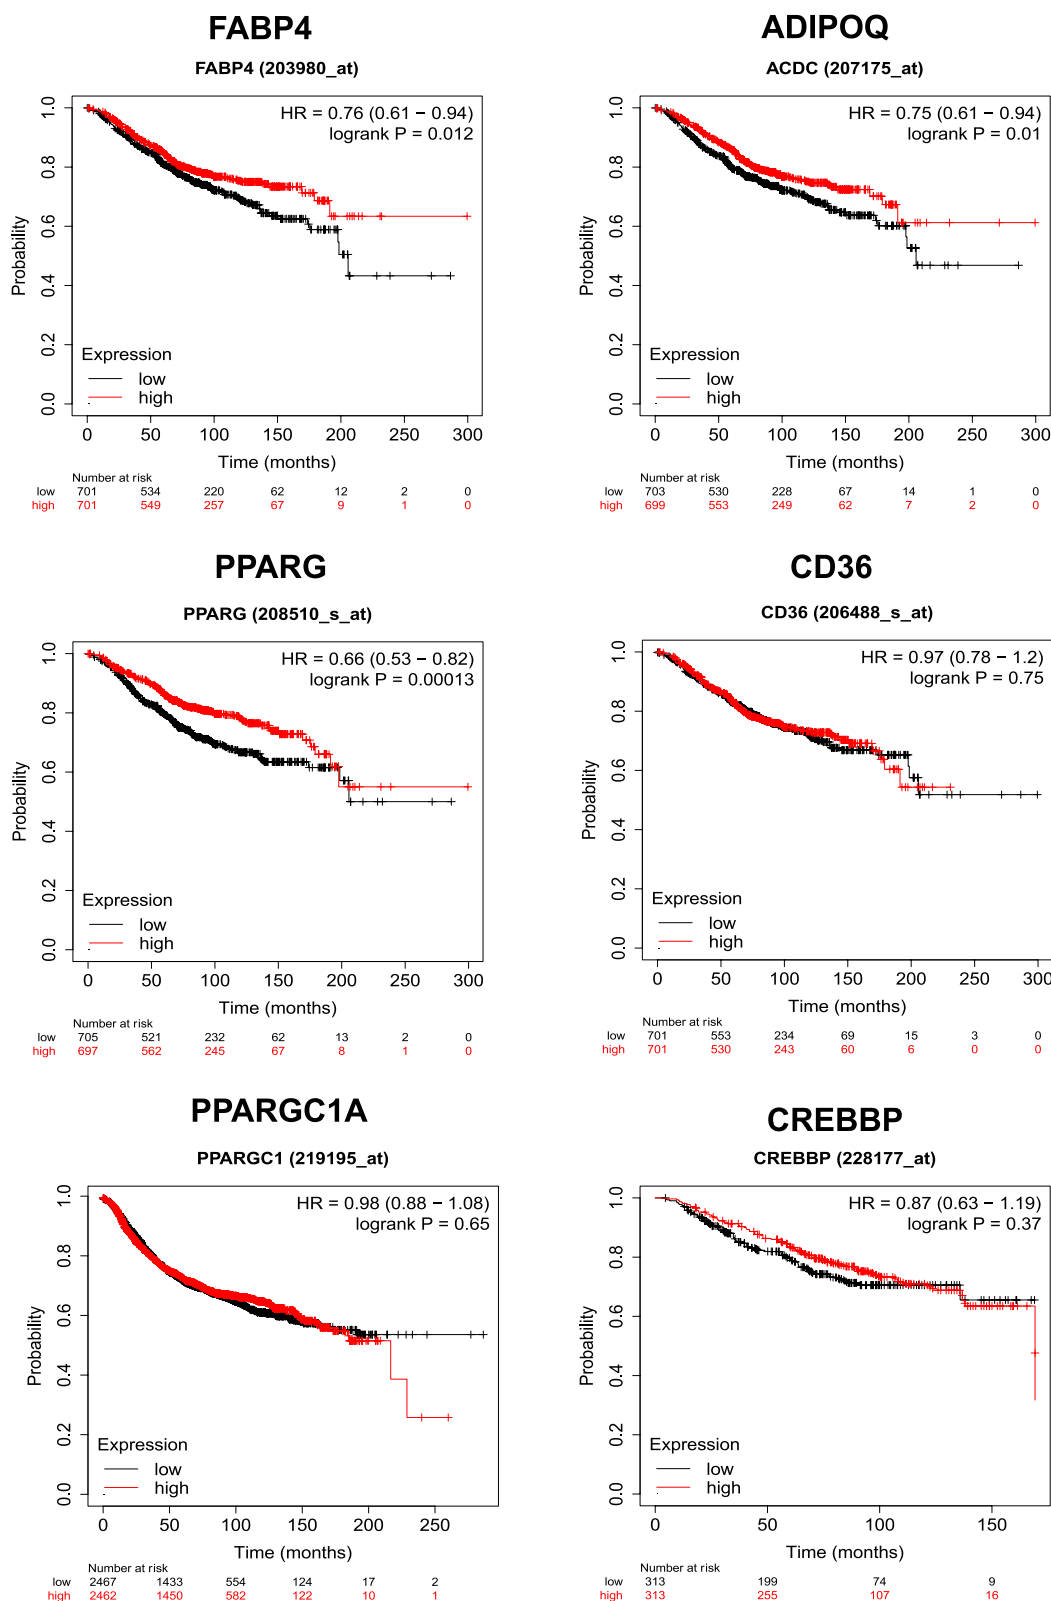 FABP4
FABP4 (203980_at)
HR = 0.76 (0.61 − 0.94)
logrank P = 0.012
Probability
1.0
0.8
0.6
0.4
0.2
0.0
Expression
low
high
0 50 100 150 200 250 300
Time (months)
Number at risk
low 701 534 220 62 12 2 0
high 701 549 257 67 9 1 0
ADIPOQ
ACDC (207175_at)
HR = 0.75 (0.61 − 0.94)
logrank P = 0.01
Probability
1.0
0.8
0.6
0.4
0.2
0.0
Expression
low
high
0 50 100 150 200 250 300
Time (months)
Number at risk
low 703 530 228 67 14 1 0
high 699 553 249 62 7 2 0
PPARG
PPARG (208510_s_at)
HR = 0.66 (0.53 − 0.82)
logrank P = 0.00013
Probability
1.0
0.8
0.6
0.4
0.2
0.0
Expression
low
high
0 50 100 150 200 250 300
Time (months)
Number at risk
low 705 521 232 62 13 2 0
high 697 562 245 67 8 1 0
CD36
CD36 (206488_s_at)
HR = 0.97 (0.78 − 1.2)
logrank P = 0.75
Probability
1.0
0.8
0.6
0.4
0.2
0.0
Expression
low
high
0 50 100 150 200 250 300
Time (months)
Number at risk
low 701 553 234 69 15 3 0
high 701 530 243 60 6 0 0
PPARGC1A
PPARGC1 (219195_at)
HR = 0.98 (0.88 − 1.08)
logrank P = 0.65
Probability
1.0
0.8
0.6
0.4
0.2
0.0
Expression
low
high
0 50 100 150 200 250
Time (months)
Number at risk
low 2467 1433 554 124 17 2
high 2462 1450 582 122 10 1
CREBBP
CREBBP (228177_at)
HR = 0.87 (0.63 − 1.19)
logrank P = 0.37
Probability
1.0
0.8
0.6
0.4
0.2
0.0
Expression
low
high
0 50 100 150
Time (months)
Number at risk
low 313 199 74 9
high 313 255 107 16